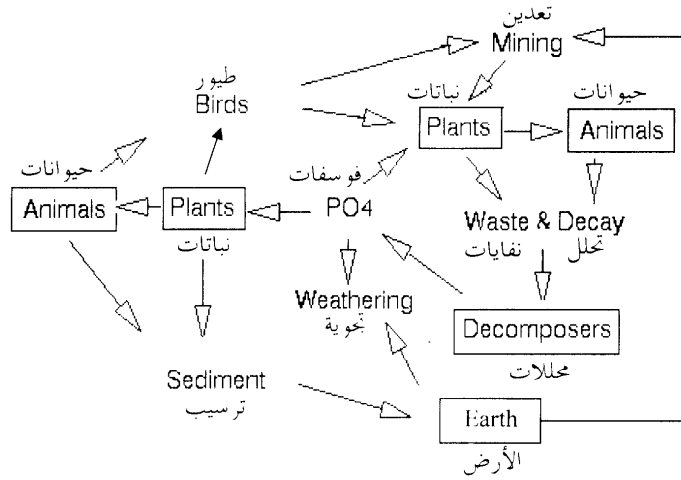 تعدين
Mining
طيور
Birds
نباتات
Plants
حيوانات
Animals
حيوانات
Animals
Plants
نباتات
فوسفات
PO4
Waste & Decay
نفايات تحلل
Weathering
تجوية
Decomposers
محللات
Sediment
ترسيب
Earth
الأرض